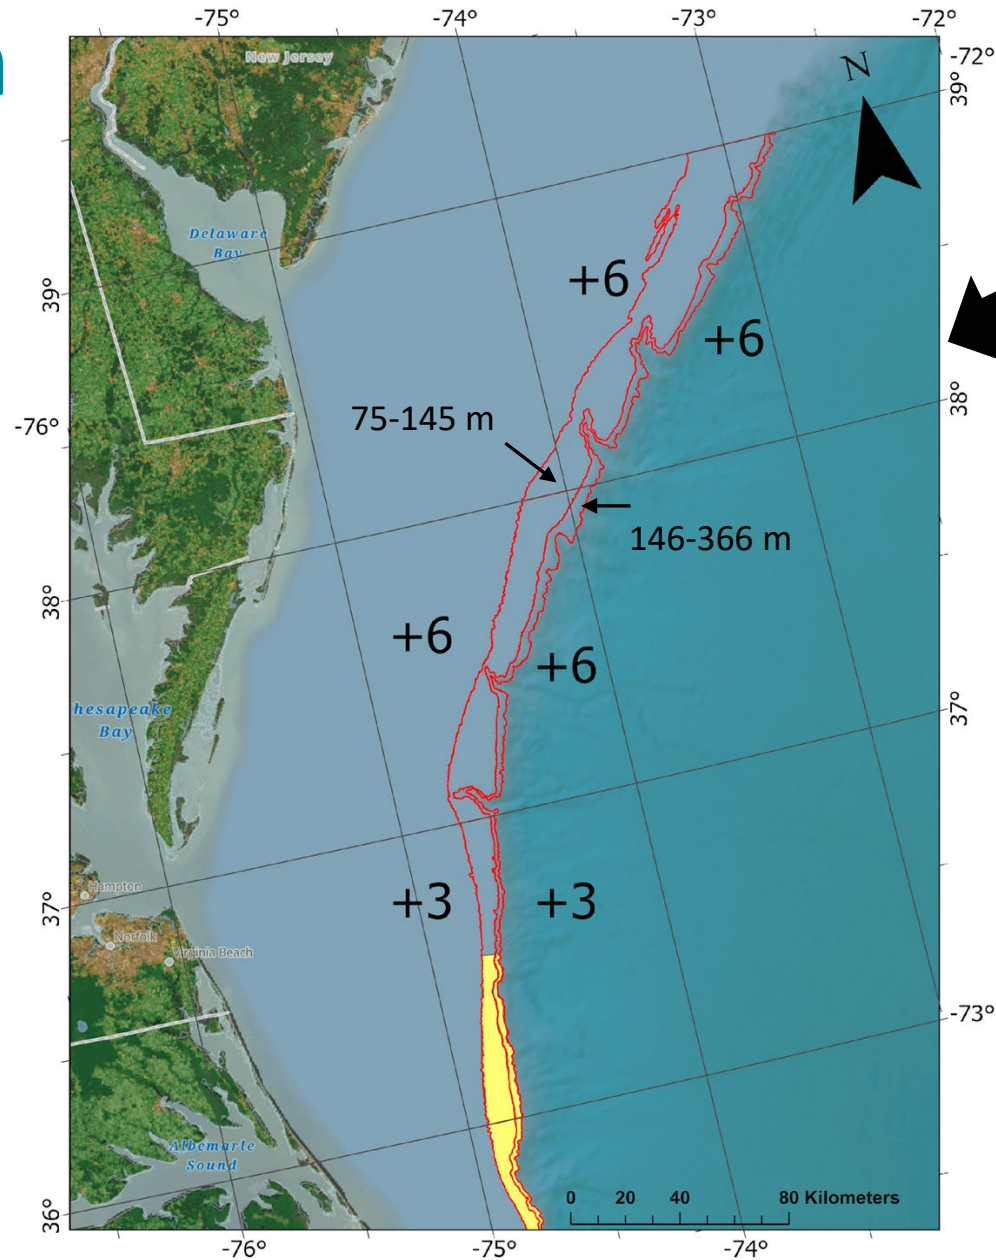 -75°
-74°
-73°
-72°
-72°
39°
New Jersey
N
Delaware
Bay
+6
39°
+6
38°
-76°
75-145 m
146-366 m
38°
+6
+6
hesapeake
Bay
37°
Hampton
+3
+3
37°
Norfolk
Virginia Beach
-73°
Albemarle
Sound
0 20 40 80 Kilometers
36°
-76°
-75°
-74°